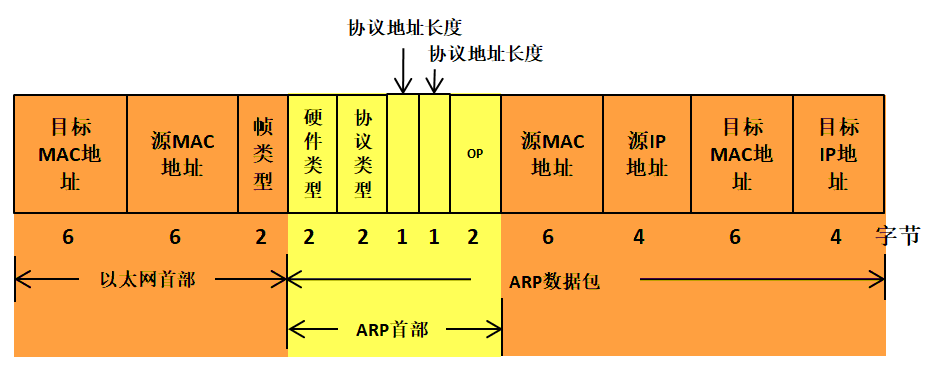 协议地址长度
协议地址长度
目标
MAC地
址
源MAC
地址
帧类型
硬件类型
协议类型
OP
源MAC
地址
源IP
地址
目标
MAC地
址
目标
IP地
址
6 6 2 2 2 1 1 2 6 4 6 4 字节
以太网首部
ARP数据包
ARP首部